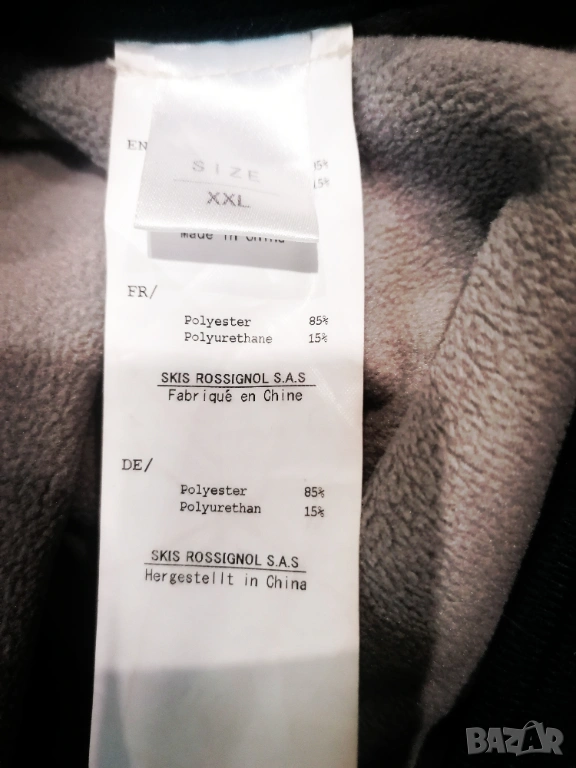 EN
SIZE
XXL
15%
made in China
FR/
Polyester 85%
Polyurethane 15%
SKIS ROSSIGNOL S.A.S
Fabriqué en Chine
DE/
Polyester 85%
Polyurethan 15%
SKIS ROSSIGNOL S.A.S
Hergestellt in China
BAZAR